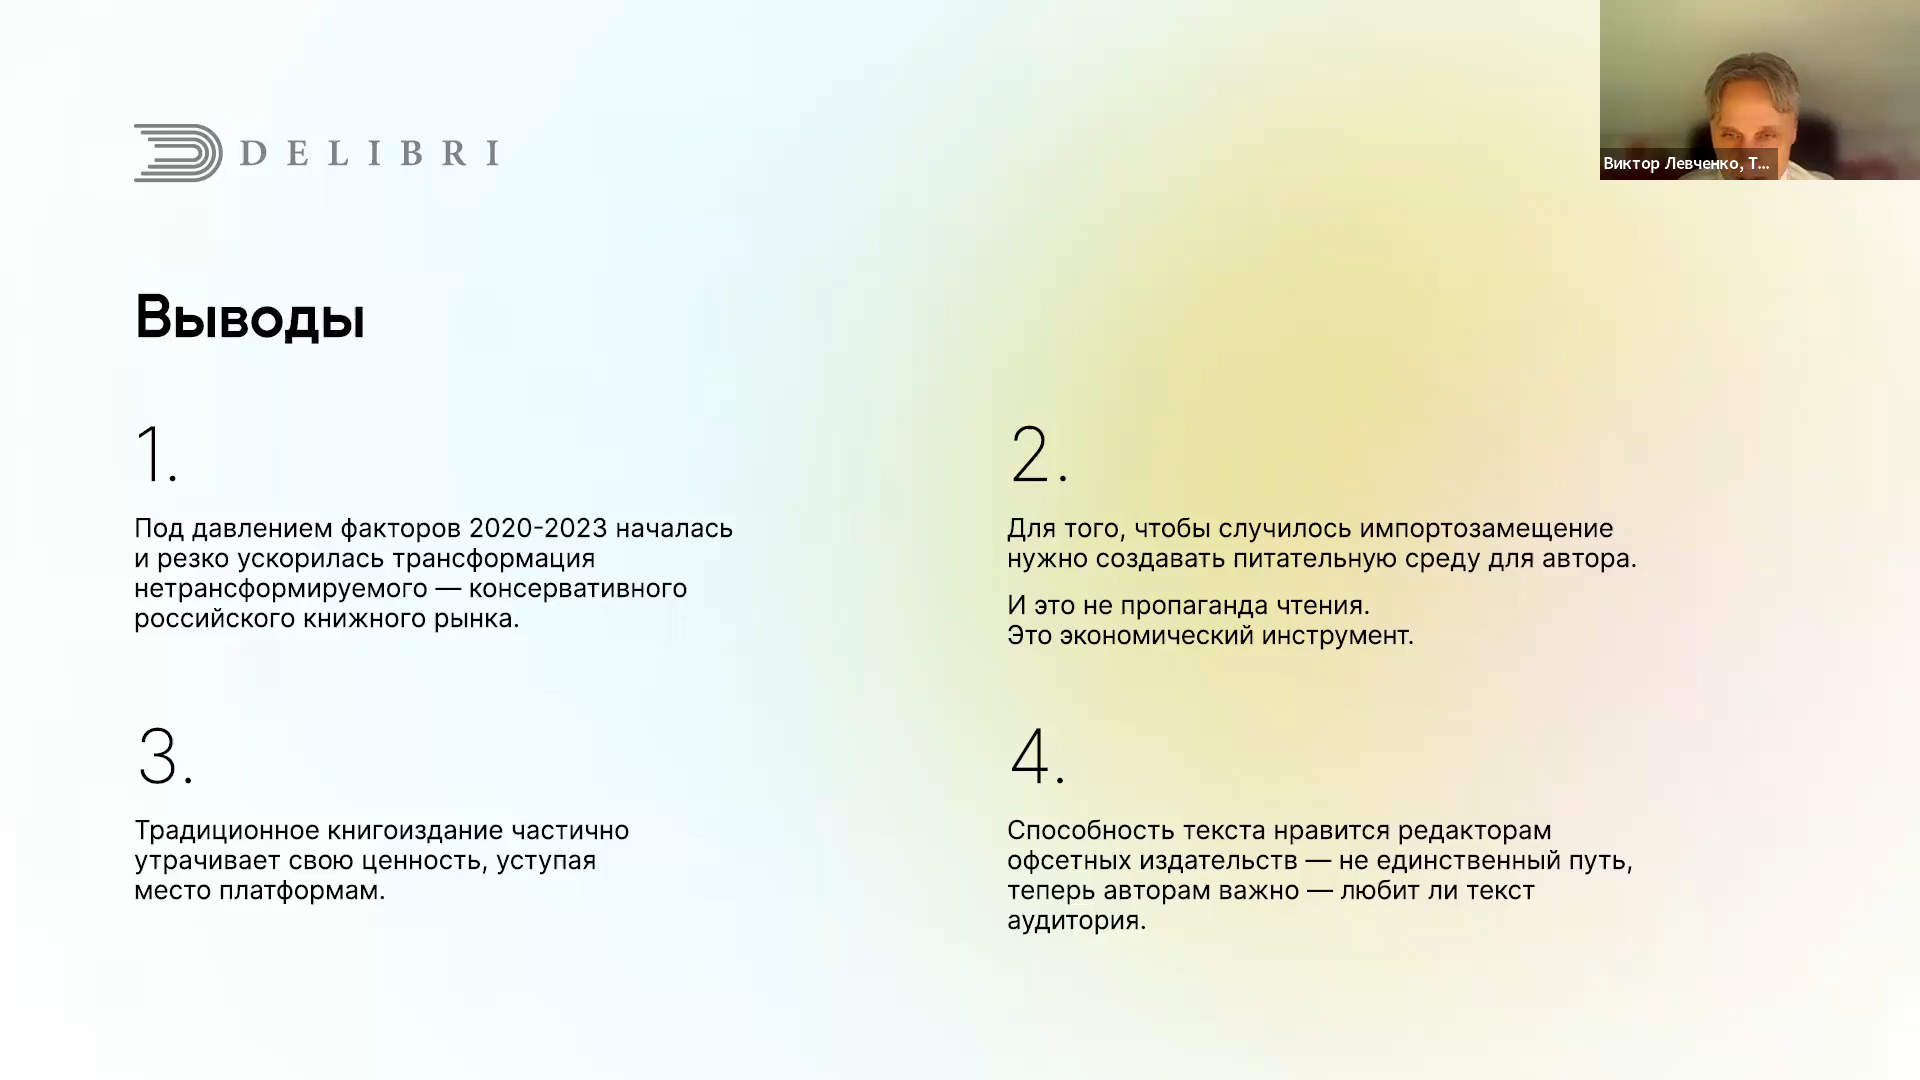 DELIBRI
Виктор Левченко, Т...
Выводы
1.
Под давлением факторов 2020-2023 началась
и резко ускорилась трансформация
нетрансформируемого — консервативного
российского книжного рынка.
2.
Для того, чтобы случилось импортозамещение
нужно создавать питательную среду для автора.
И это не пропаганда чтения.
Это экономический инструмент.
3.
Традиционное книгоиздание частично
утрачивает свою ценность, уступая
место платформам.
4.
Способность текста нравится редакторам
офсетных издательств — не единственный путь,
теперь авторам важно — любит ли текст
аудитория.